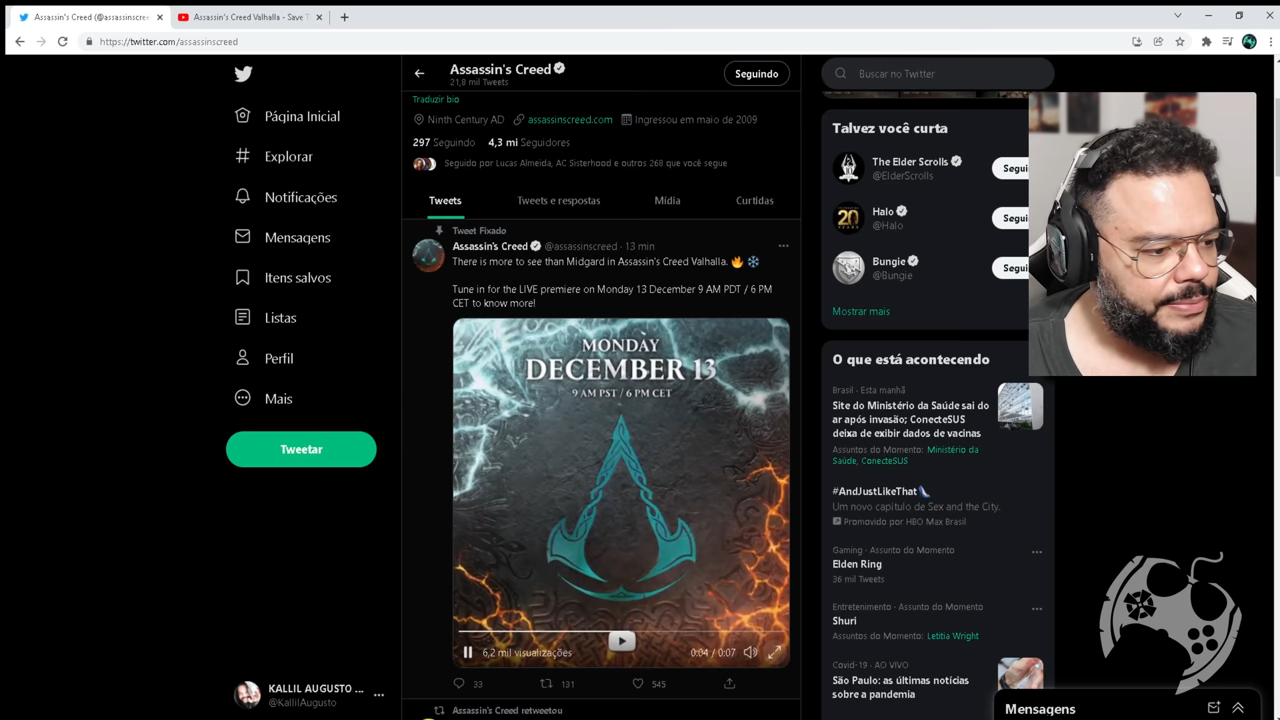 Assassin's Creed (@assassinscre
Assassin's Creed Valhalla - Save T
https://twitter.com/assassinscreed
Assassin's Creed
21,8 mil Tweets
Seguindo
Buscar no Twitter
Página Inicial
Explorar
Notificações
Mensagens
Itens salvos
Listas
Perfil
Mais
Tweetar
KALLIL AUGUSTO ...
@KallilAugusto
Traduzir bio
Ninth Century AD assassinscreed.com Ingressou em maio de 2009
297 Seguindo 4,3 mi Seguidores
Seguido por Lucas Almeida, AC Sisterhood e outros 268 que você segue
Tweets Tweets e respostas Mídia Curtidas
Tweet Fixado
Assassin's Creed @assassinscreed · 13 min
There is more to see than Midgard in Assassin's Creed Valhalla. 🔥 ❄️
Tune in for the LIVE premiere on Monday 13 December 9 AM PDT / 6 PM
CET to know more!
MONDAY
DECEMBER 13
9 AM PST / 6 PM CET
6,2 mil visualizações
0:04 / 0:07
33 131 545
Assassin's Creed retweetou
Talvez você curta
The Elder Scrolls
@ElderScrolls
Segui
Halo
@Halo
Segui
Bungie
@Bungie
Segui
Mostrar mais
O que está acontecendo
Brasil · Esta manhã
Site do Ministério da Saúde sai do
ar após invasão; ConecteSUS
deixa de exibir dados de vacinas
Assuntos do Momento: Ministério da
Saúde, ConecteSUS
#AndJustLikeThat
Um novo capítulo de Sex and the City.
Promovido por HBO Max Brasil
Gaming · Assunto do Momento
Elden Ring
36 mil Tweets
Entretenimento · Assunto do Momento
Shuri
Assuntos do Momento: Letitia Wright
Covid-19 · AO VIVO
São Paulo: as últimas notícias
sobre a pandemia
Mensagens